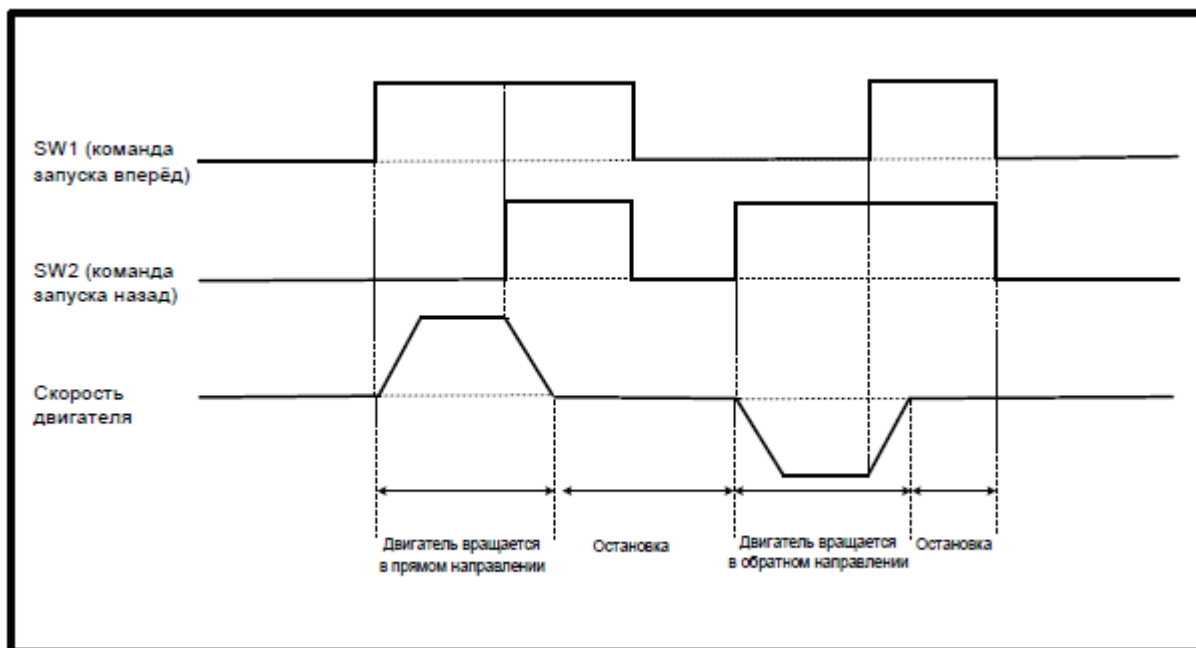 SW1 (команда
запуска вперёд)
SW2 (команда
запуска назад)
Скорость
двигателя
Двигатель вращается
в прямом направлении
Остановка
Двигатель вращается
в обратном направлении
Остановка